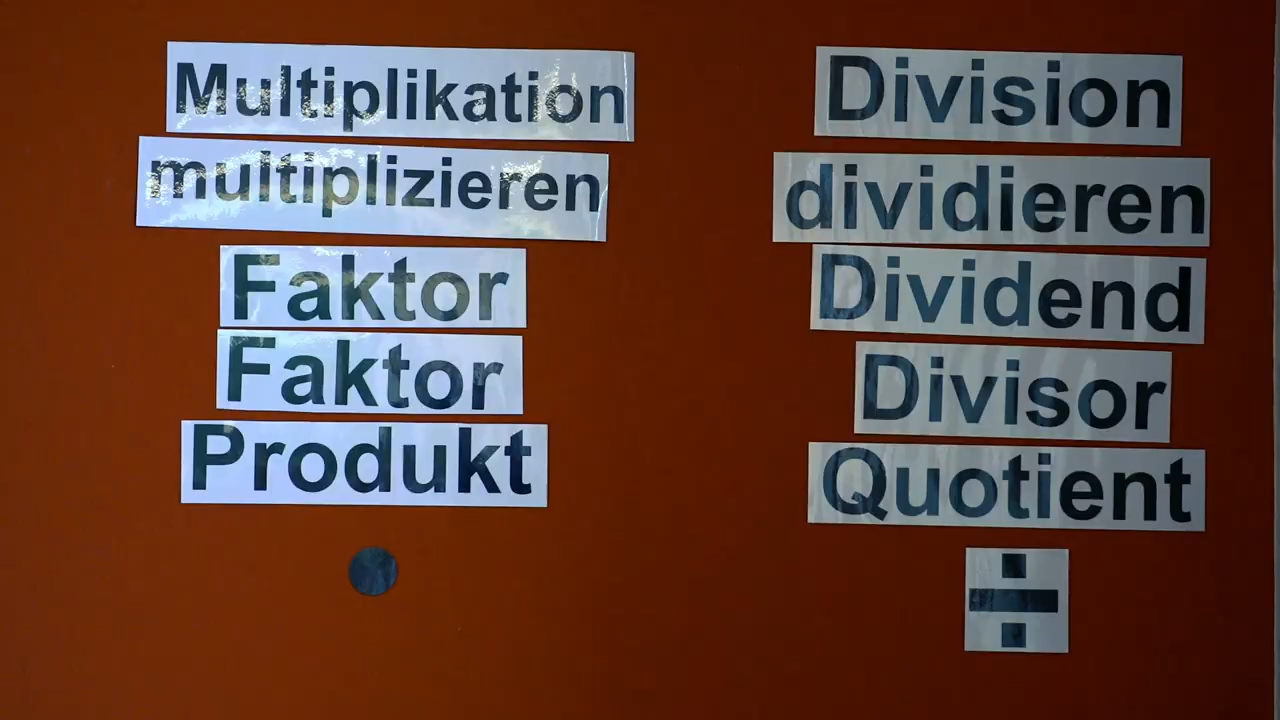 Multiplikation
multiplizieren
Faktor
Faktor
Produkt
•
Division
dividieren
Dividend
Divisor
Quotient
÷